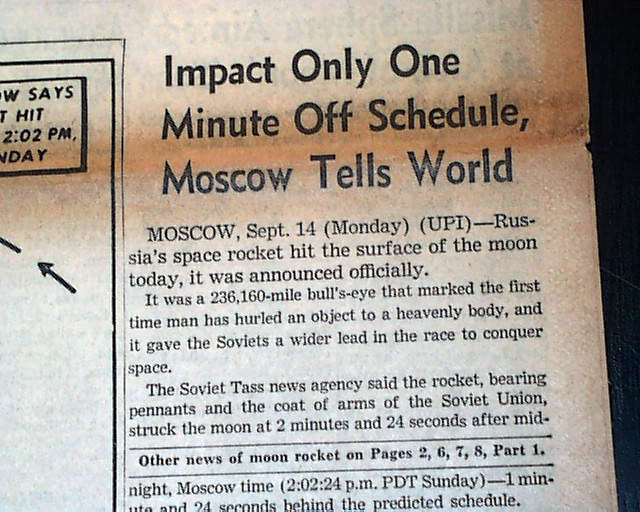 OW SAYS
T HIT
2:02 PM,
NDAY
Impact Only One
Minute Off Schedule,
Moscow Tells World
MOSCOW, Sept. 14 (Monday) (UPI)—Rus-
sia's space rocket hit the surface of the moon
today, it was announced officially.
It was a 236,160-mile bull's-eye that marked the first
time man has hurled an object to a heavenly body, and
it gave the Soviets a wider lead in the race to conquer
space.
The Soviet Tass news agency said the rocket, bearing
pennants and the coat of arms of the Soviet Union,
struck the moon at 2 minutes and 24 seconds after mid-
Other news of moon rocket on Pages 2, 6, 7, 8, Part 1.
night, Moscow time (2:02:24 p.m. PDT Sunday)—1 min-
ute and 24 seconds behind the predicted schedule.